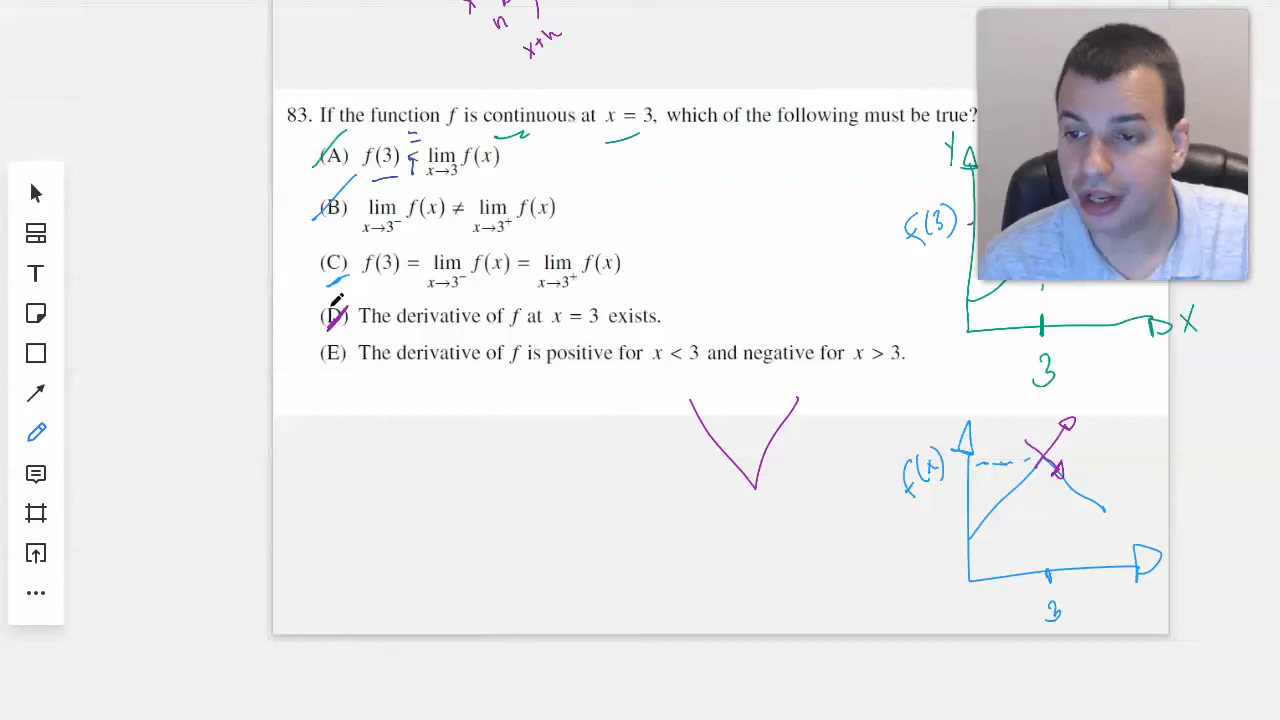 n
x+h
83. If the function f is continuous at x = 3, which of the following must be true?
(A) f(3) < lim x→3 f(x)
(B) lim x→3⁻ f(x) ≠ lim x→3⁺ f(x)
(C) f(3) = lim x→3⁻ f(x) = lim x→3⁺ f(x)
(D) The derivative of f at x = 3 exists.
(E) The derivative of f is positive for x < 3 and negative for x > 3.
Y
f(3)
X
3
f(x)
3
T